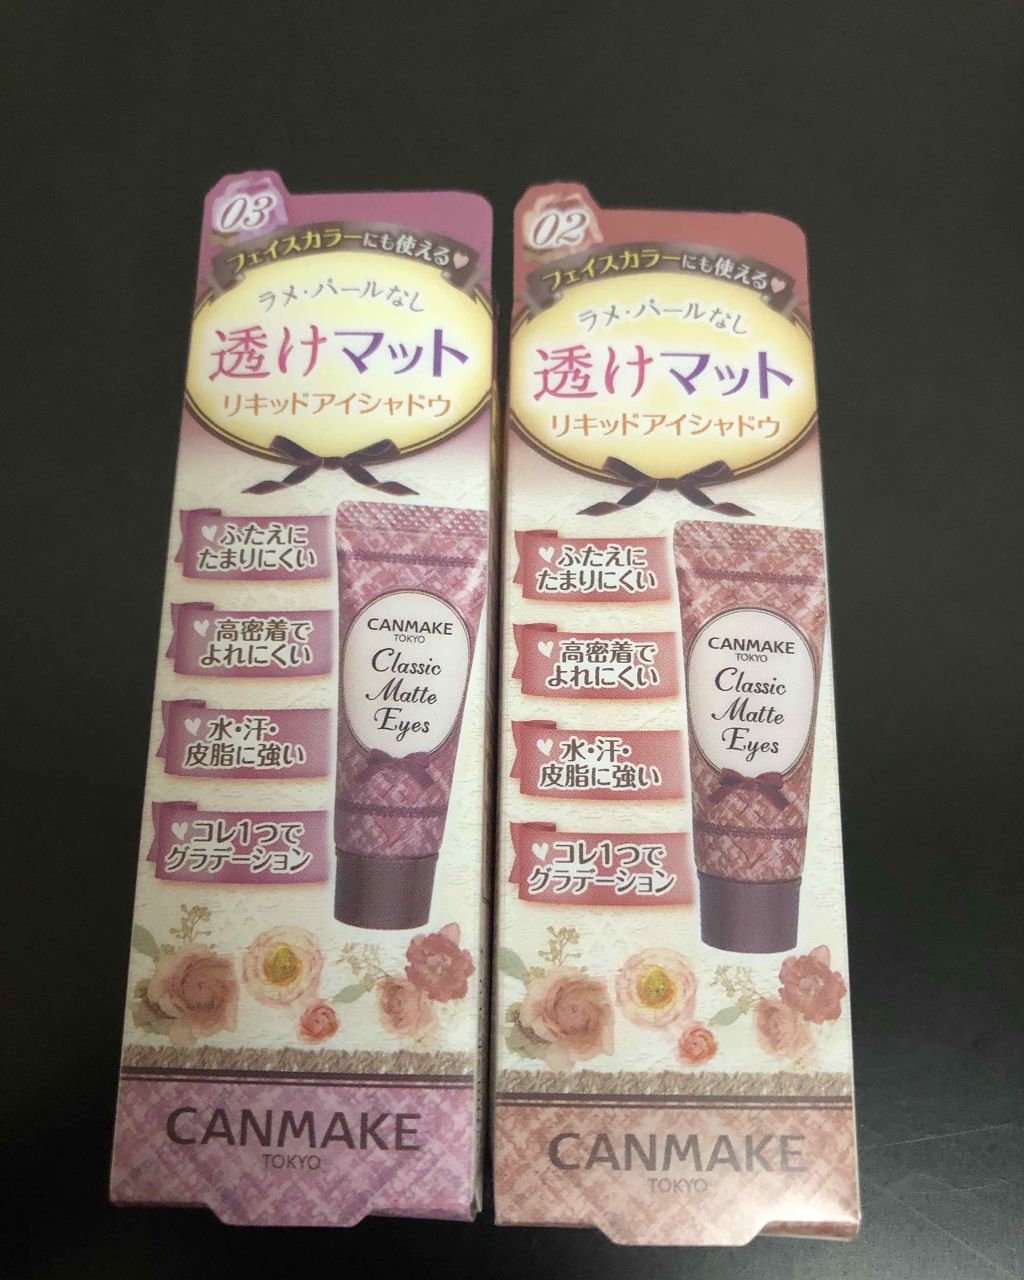 03
フェイスカラーにも使える♥
ラメ・パールなし
透けマット
リキッドアイシャドウ
♥ふたえに
たまりにくい
♥高密着で
よれにくい
♥水・汗・
皮脂に強い
♥コレ1つで
グラデーション
CANMAKE
TOKYO
Classic
Matte
Eyes
CANMAKE
TOKYO
02
フェイスカラーにも使える♥
ラメ・パールなし
透けマット
リキッドアイシャドウ
♥ふたえに
たまりにくい
♥高密着で
よれにくい
♥水・汗・
皮脂に強い
♥コレ1つで
グラデーション
CANMAKE
TOKYO
Classic
Matte
Eyes
CANMAKE
TOKYO